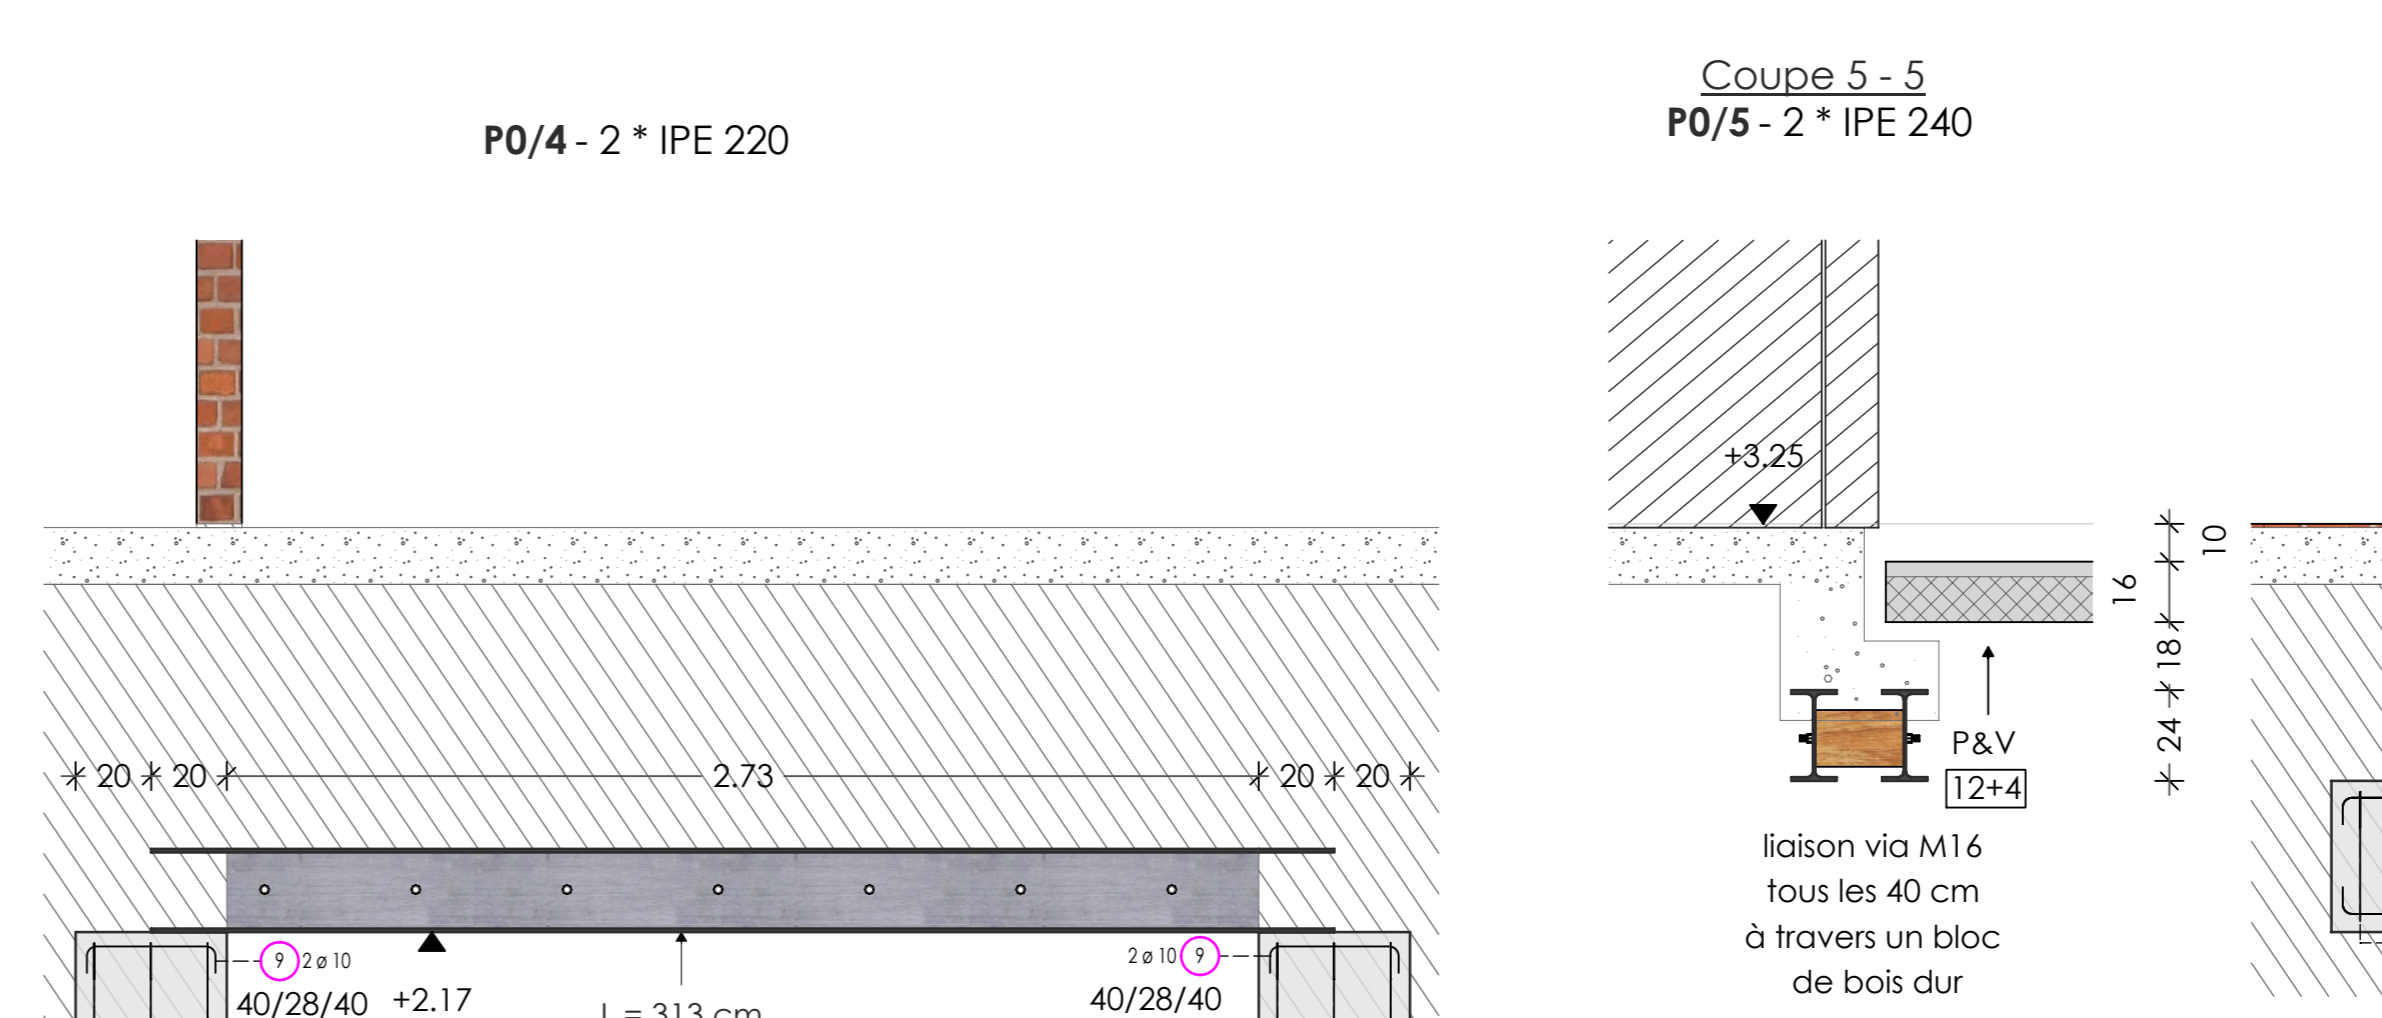 P0/4 - 2 * IPE 220
20 20 2.73 20 20
9 2 ø 10
40/28/40 +2.17
L = 313 cm
2 ø 10 9
40/28/40
Coupe 5 - 5
P0/5 - 2 * IPE 240
+3.25
10
16
18
24
P&V
12+4
liaison via M16
tous les 40 cm
à travers un bloc
de bois dur